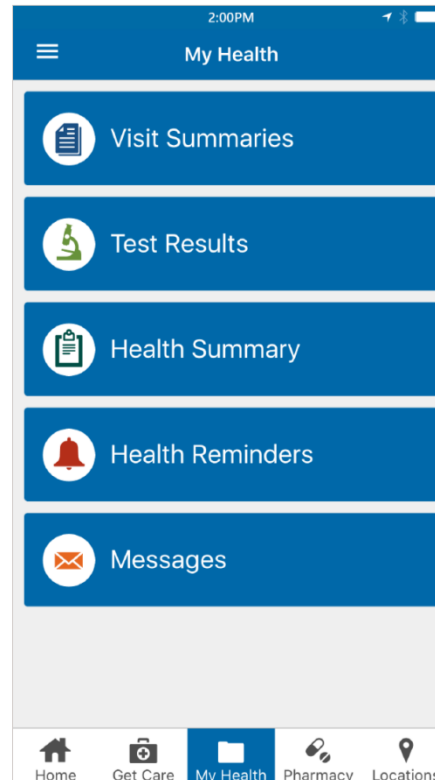 2:00PM
My Health
Visit Summaries
Test Results
Health Summary
Health Reminders
Messages
Home Get Care My Health Pharmacy Locations